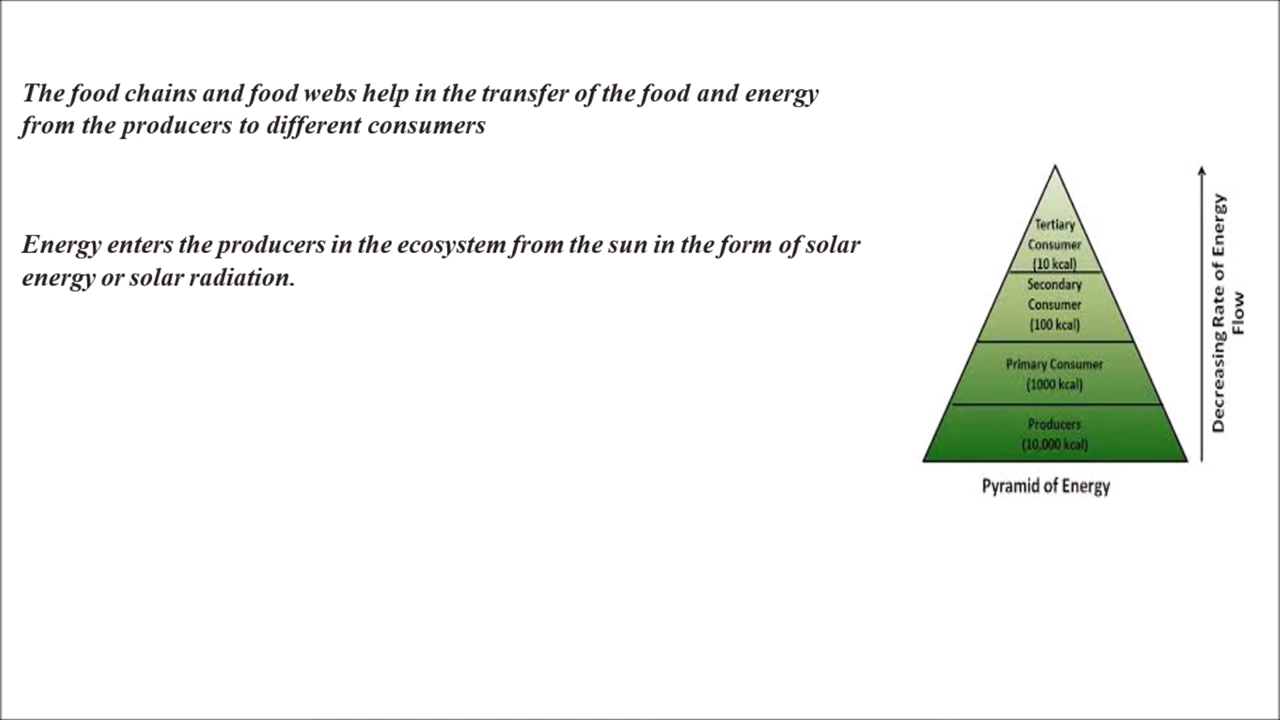 The food chains and food webs help in the transfer of the food and energy
from the producers to different consumers
Energy enters the producers in the ecosystem from the sun in the form of solar
energy or solar radiation.
Tertiary
Consumer
(10 kcal)
Secondary
Consumer
(100 kcal)
Primary Consumer
(1000 kcal)
Producers
(10,000 kcal)
Pyramid of Energy
Decreasing Rate of Energy
Flow